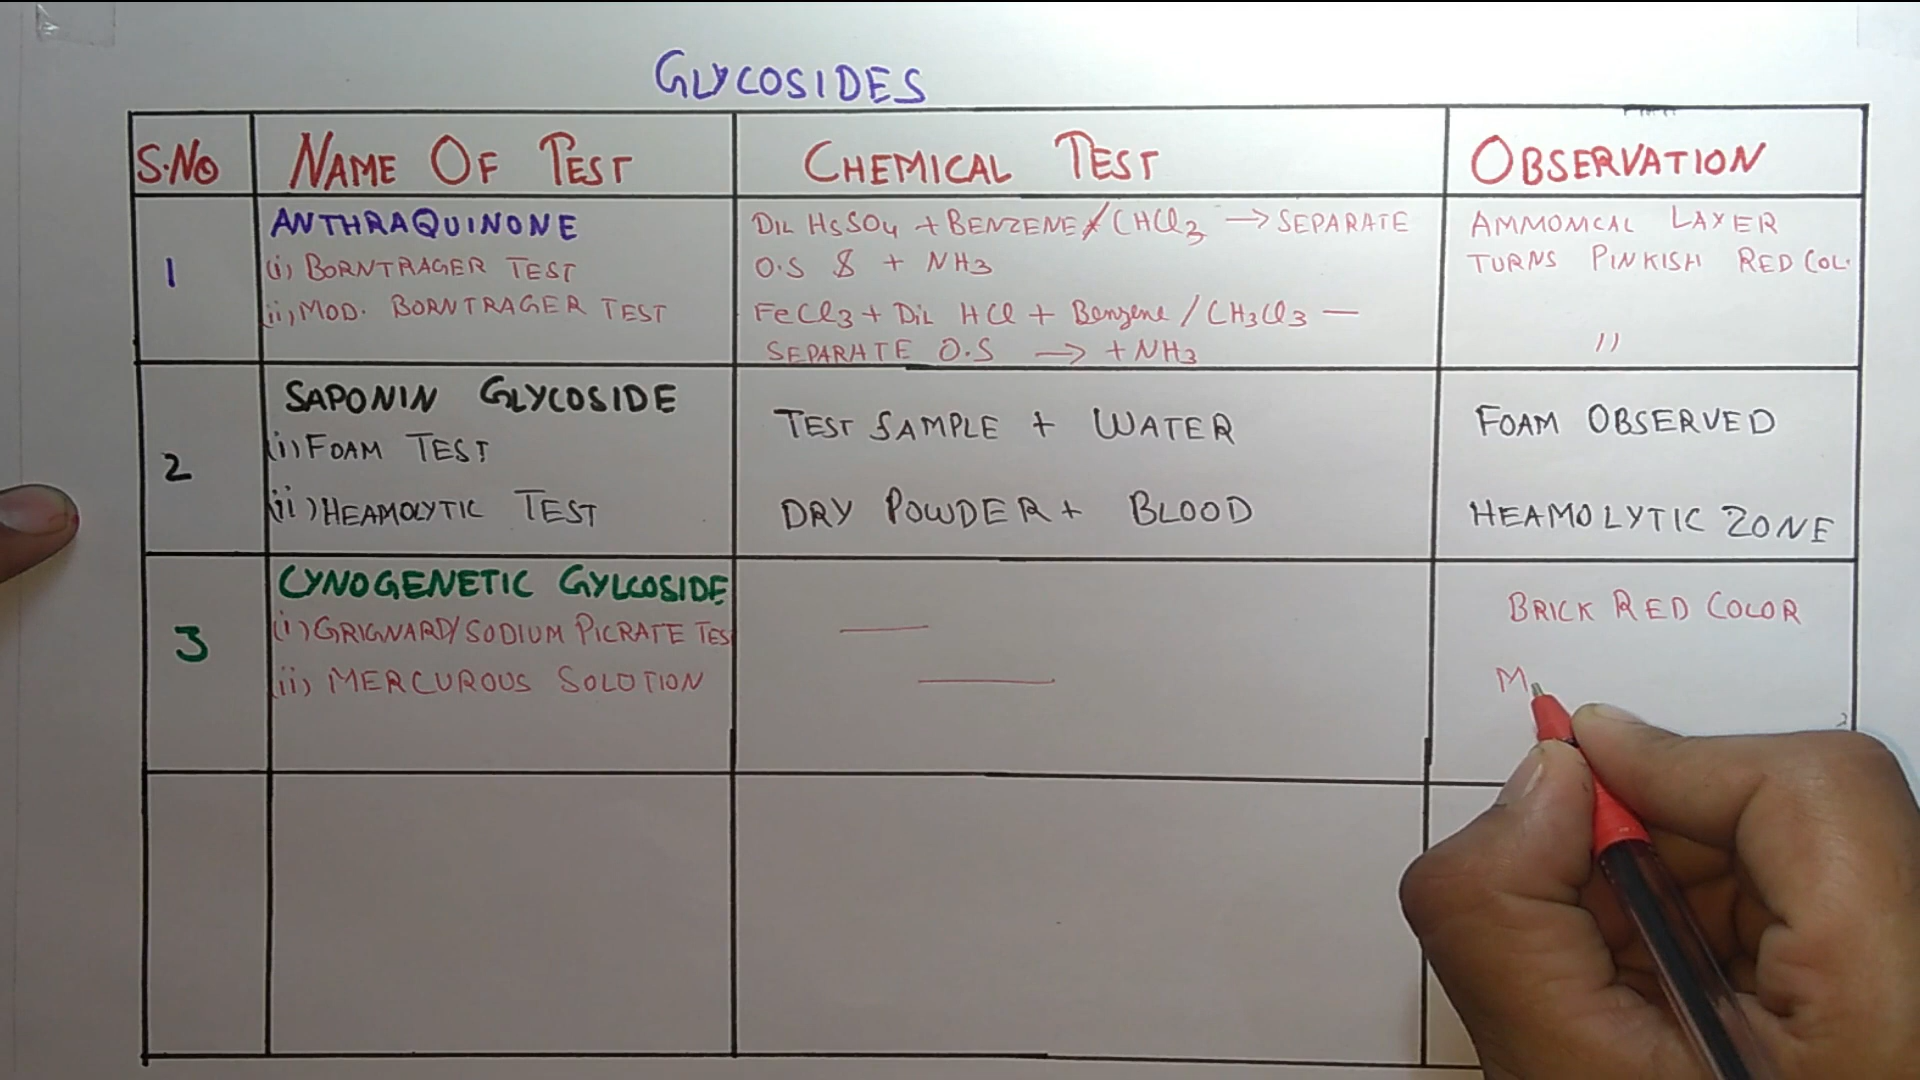 GLYCOSIDES
S.NO NAME OF TEST CHEMICAL TEST OBSERVATION
1
ANTHRAQUINONE
(i) BORNTRAGER TEST
(ii) MOD. BORNTRAGER TEST
DIL HsSO4 + BENZENE / CHCl3 → SEPARATE
O.S $ + NH3
FeCl3 + DIL HCl + Benzene / CH3Cl3 —
SEPARATE O.S → + NH3
AMMONICAL LAYER
TURNS PINKISH RED COL.
〃
2
SAPONIN GLYCOSIDE
(i) FOAM TEST
(ii) HEAMOLYTIC TEST
TEST SAMPLE + WATER
DRY POWDER + BLOOD
FOAM OBSERVED
HEAMOLYTIC ZONE
3
CYNOGENETIC GYLCOSIDE
(i) GRIGNARD/SODIUM PICRATE TES
(ii) MERCUROUS SOLOTION
BRICK RED COLOR
M